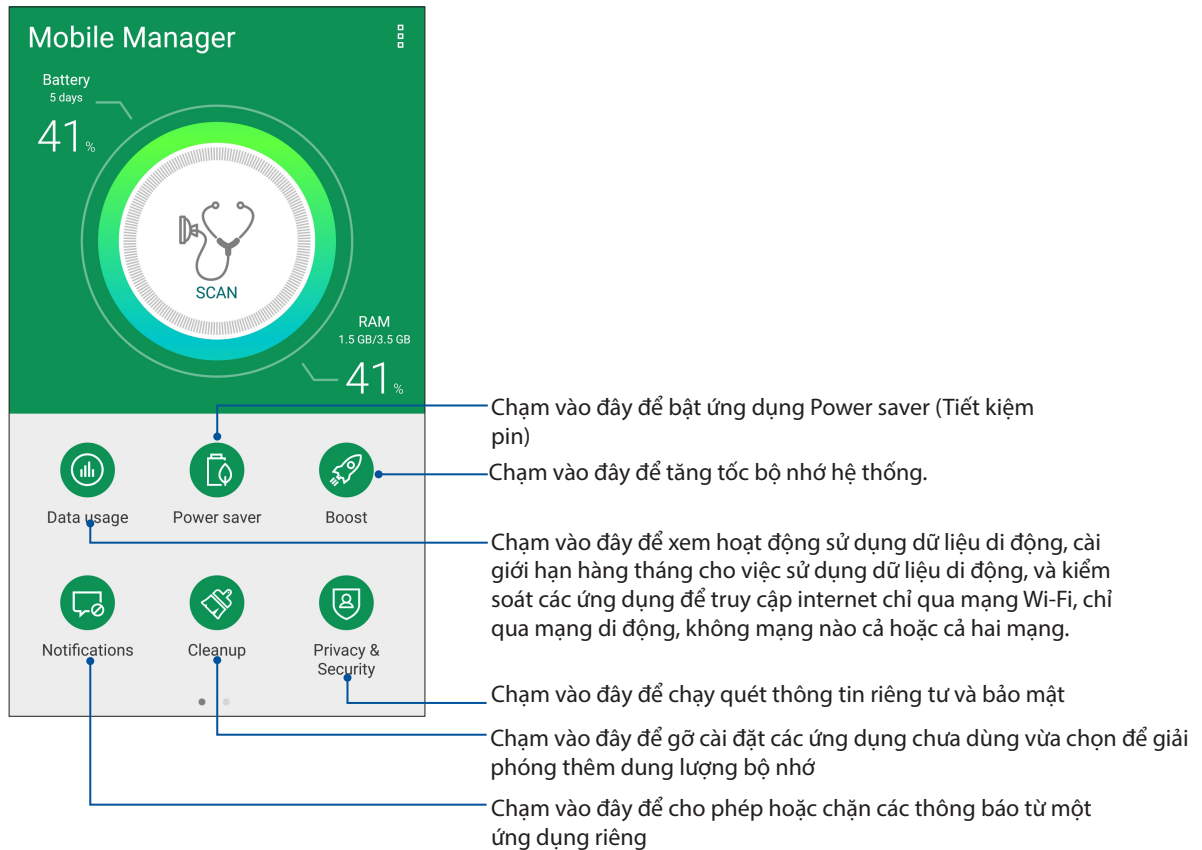 Mobile Manager
Battery
5 days
41%
SCAN
RAM
1.5 GB/3.5 GB
41%
Data usage
Power saver
Boost
Notifications
Cleanup
Privacy &
Security
Chạm vào đây để bật ứng dụng Power saver (Tiết kiệm
pin)
Chạm vào đây để tăng tốc bộ nhớ hệ thống.
Chạm vào đây để xem hoạt động sử dụng dữ liệu di động, cài
giới hạn hàng tháng cho việc sử dụng dữ liệu di động, và kiểm
soát các ứng dụng để truy cập internet chỉ qua mạng Wi-Fi, chỉ
qua mạng di động, không mạng nào cả hoặc cả hai mạng.
Chạm vào đây để chạy quét thông tin riêng tư và bảo mật
Chạm vào đây để gỡ cài đặt các ứng dụng chưa dùng vừa chọn để giải
phóng thêm dung lượng bộ nhớ
Chạm vào đây để cho phép hoặc chặn các thông báo từ một
ứng dụng riêng